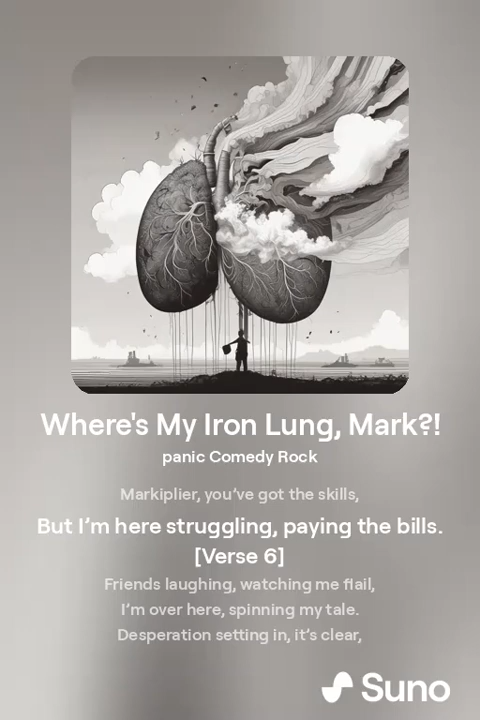 Where's My Iron Lung, Mark?!
panic Comedy Rock
Markiplier, you’ve got the skills,
But I’m here struggling, paying the bills.
[Verse 6]
Friends laughing, watching me flail,
I’m over here, spinning my tale.
Desperation setting in, it’s clear,
Suno